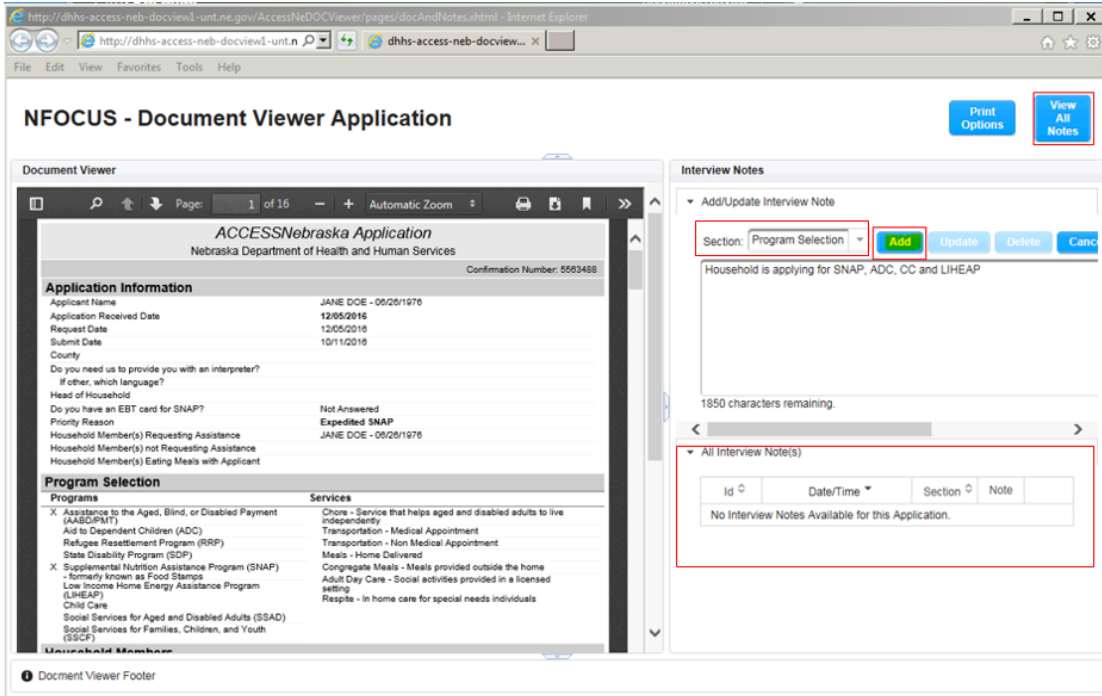 http://dhhs-access-neb-docview1-unt.ne.gov/AccessNeDOCViewer/pages/docAndNotes.xhtml - Internet Explorer
http://dhhs-access-neb-docview1-unt.n
dhhs-access-neb-docview...
File Edit View Favorites Tools Help
NFOCUS - Document Viewer Application
Print Options
View All Notes
Document Viewer
Page: 1 of 16
Automatic Zoom
ACCESSNebraska Application
Nebraska Department of Health and Human Services
Confirmation Number: 5563488
Application Information
Applicant Name JANE DOE - 06/26/1976
Application Received Date 12/05/2016
Request Date 12/05/2016
Submit Date 10/11/2016
County
Do you need us to provide you with an interpreter?
If other, which language?
Head of Household
Do you have an EBT card for SNAP? Not Answered
Priority Reason Expedited SNAP
Household Member(s) Requesting Assistance JANE DOE - 06/26/1976
Household Member(s) not Requesting Assistance
Household Member(s) Eating Meals with Applicant
Program Selection
Programs
X Assistance to the Aged, Blind, or Disabled Payment
(AABD/PMT)
Aid to Dependent Children (ADC)
Refugee Resettlement Program (RRP)
State Disability Program (SDP)
X Supplemental Nutrition Assistance Program (SNAP)
- formerly known as Food Stamps
Low Income Home Energy Assistance Program
(LIHEAP)
Child Care
Social Services for Aged and Disabled Adults (SSAD)
Social Services for Families, Children, and Youth
(SSCF)
Services
Chore - Service that helps aged and disabled adults to live
independently
Transportation - Medical Appointment
Transportation - Non Medical Appointment
Meals - Home Delivered
Congregate Meals - Meals provided outside the home
Adult Day Care - Social activities provided in a licensed
setting
Respite - In home care for special needs individuals
Household Members
Interview Notes
Add/Update Interview Note
Section: Program Selection Add Update Delete Cance
Household is applying for SNAP, ADC, CC and LIHEAP
1850 characters remaining.
All Interview Note(s)
Id Date/Time Section Note
No Interview Notes Available for this Application.
Docment Viewer Footer